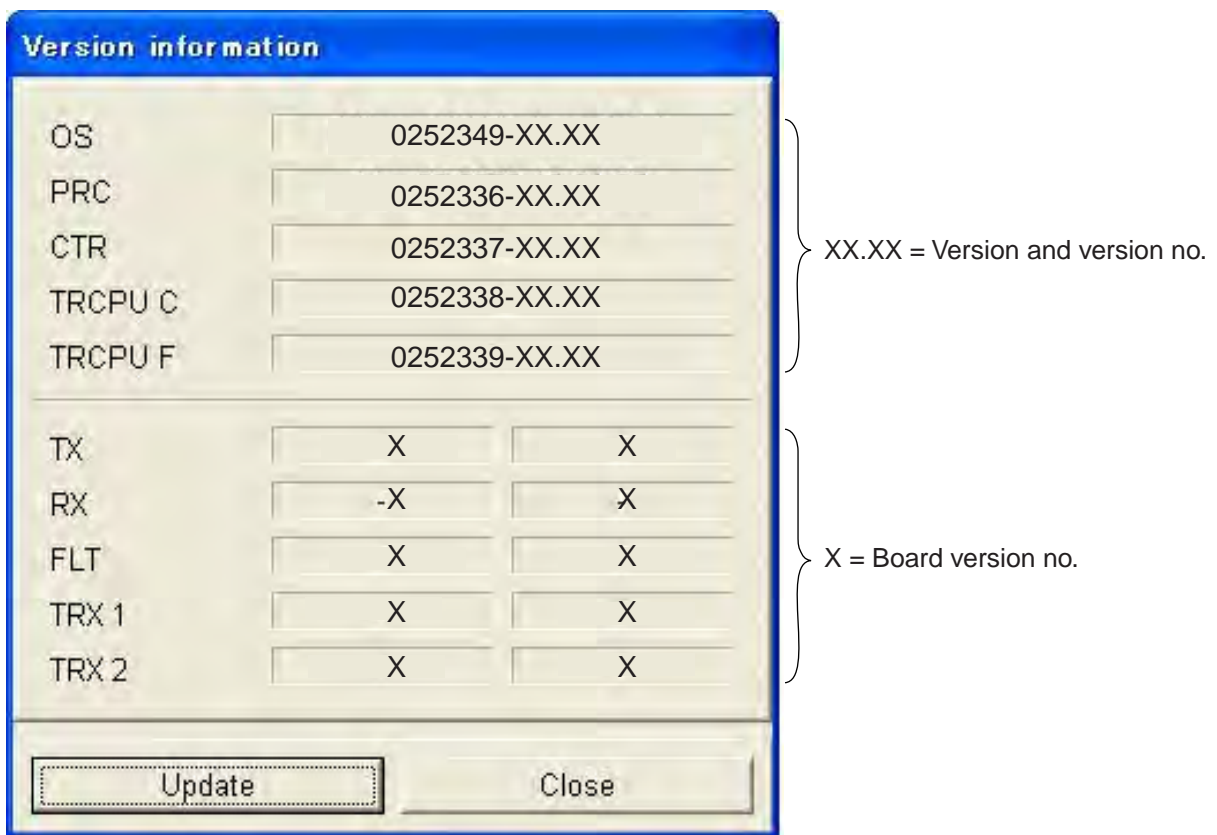 Version information
OS 0252349-XX.XX
PRC 0252336-XX.XX
CTR 0252337-XX.XX
XX.XX = Version and version no.
TRCPU C 0252338-XX.XX
TRCPU F 0252339-XX.XX
TX X X
RX -X -X
FLT X X
X = Board version no.
TRX 1 X X
TRX 2 X X
Update Close